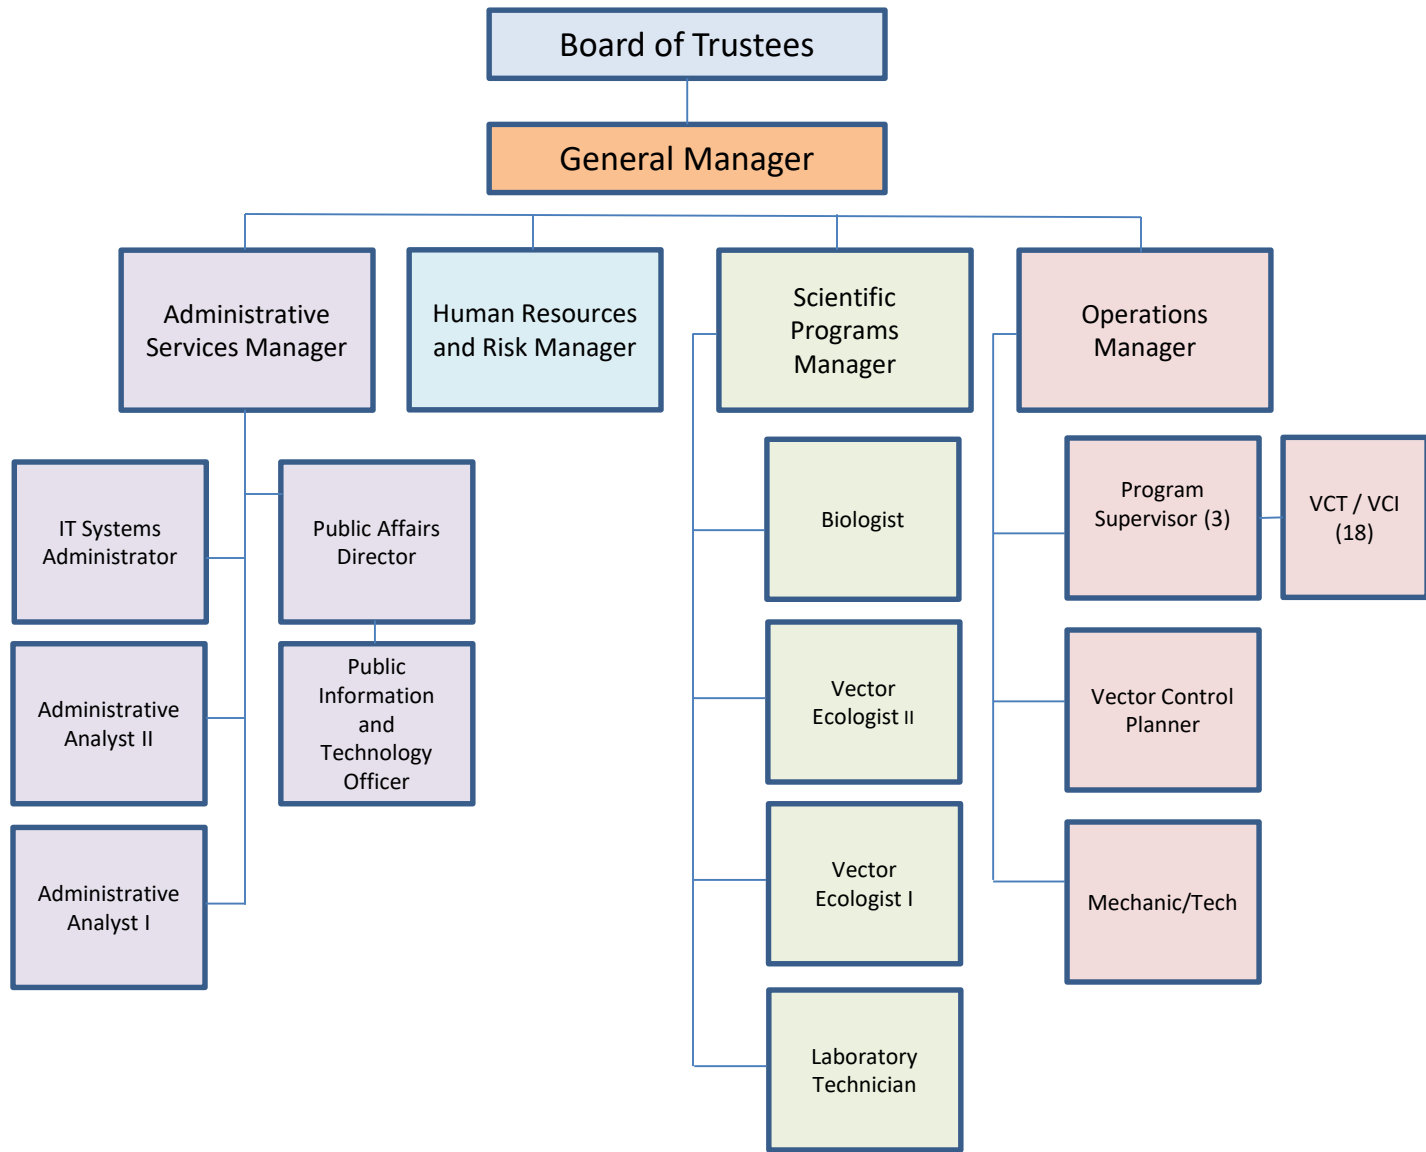 Board of Trustees
General Manager
Administrative
Services Manager
Human Resources
and Risk Manager
Scientific
Programs
Manager
Operations
Manager
IT Systems
Administrator
Public Affairs
Director
Administrative
Analyst II
Public
Information
and
Technology
Officer
Administrative
Analyst I
Biologist
Vector
Ecologist II
Vector
Ecologist I
Laboratory
Technician
Program
Supervisor (3)
VCT / VCI
(18)
Vector Control
Planner
Mechanic/Tech